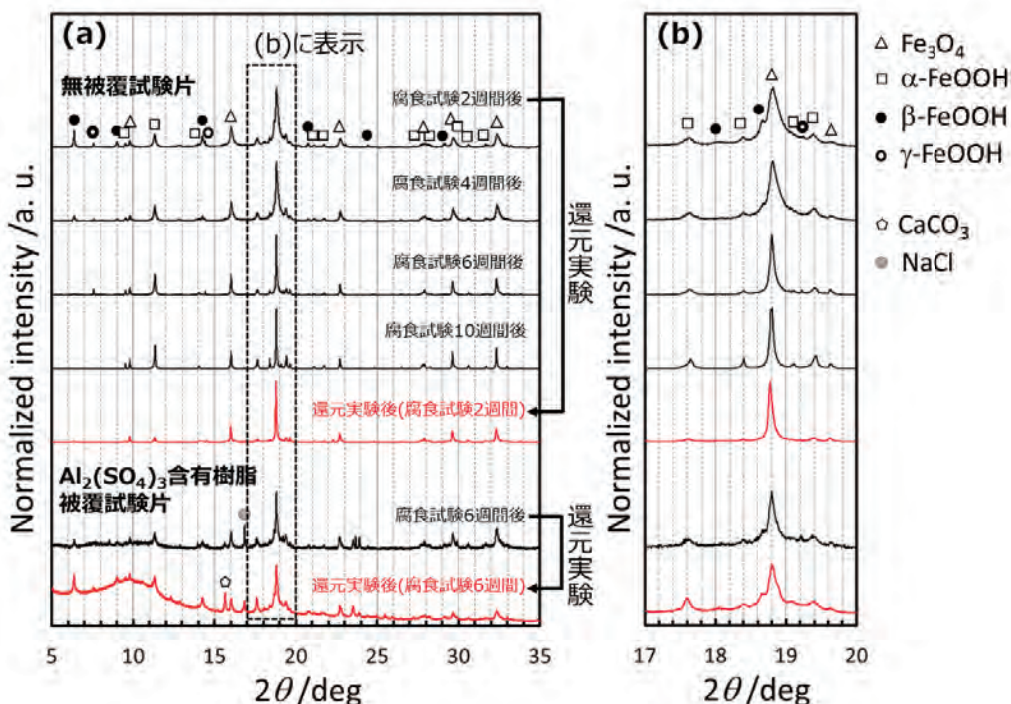 (a)
(b)に表示
無被覆試験片
腐食試験2週間後
腐食試験4週間後
腐食試験6週間後
腐食試験10週間後
還元実験後(腐食試験2週間)
還元実験
Al₂(SO₄)₃含有樹脂
被覆試験片
腐食試験6週間後
還元実験後(腐食試験6週間)
還元実験
Normalized intensity /a. u.
5 10 15 20 25 30 35
2θ/deg
(b)
Normalized intensity /a. u.
17 18 19 20
2θ/deg
Fe₃O₄
α-FeOOH
β-FeOOH
γ-FeOOH
CaCO₃
NaCl